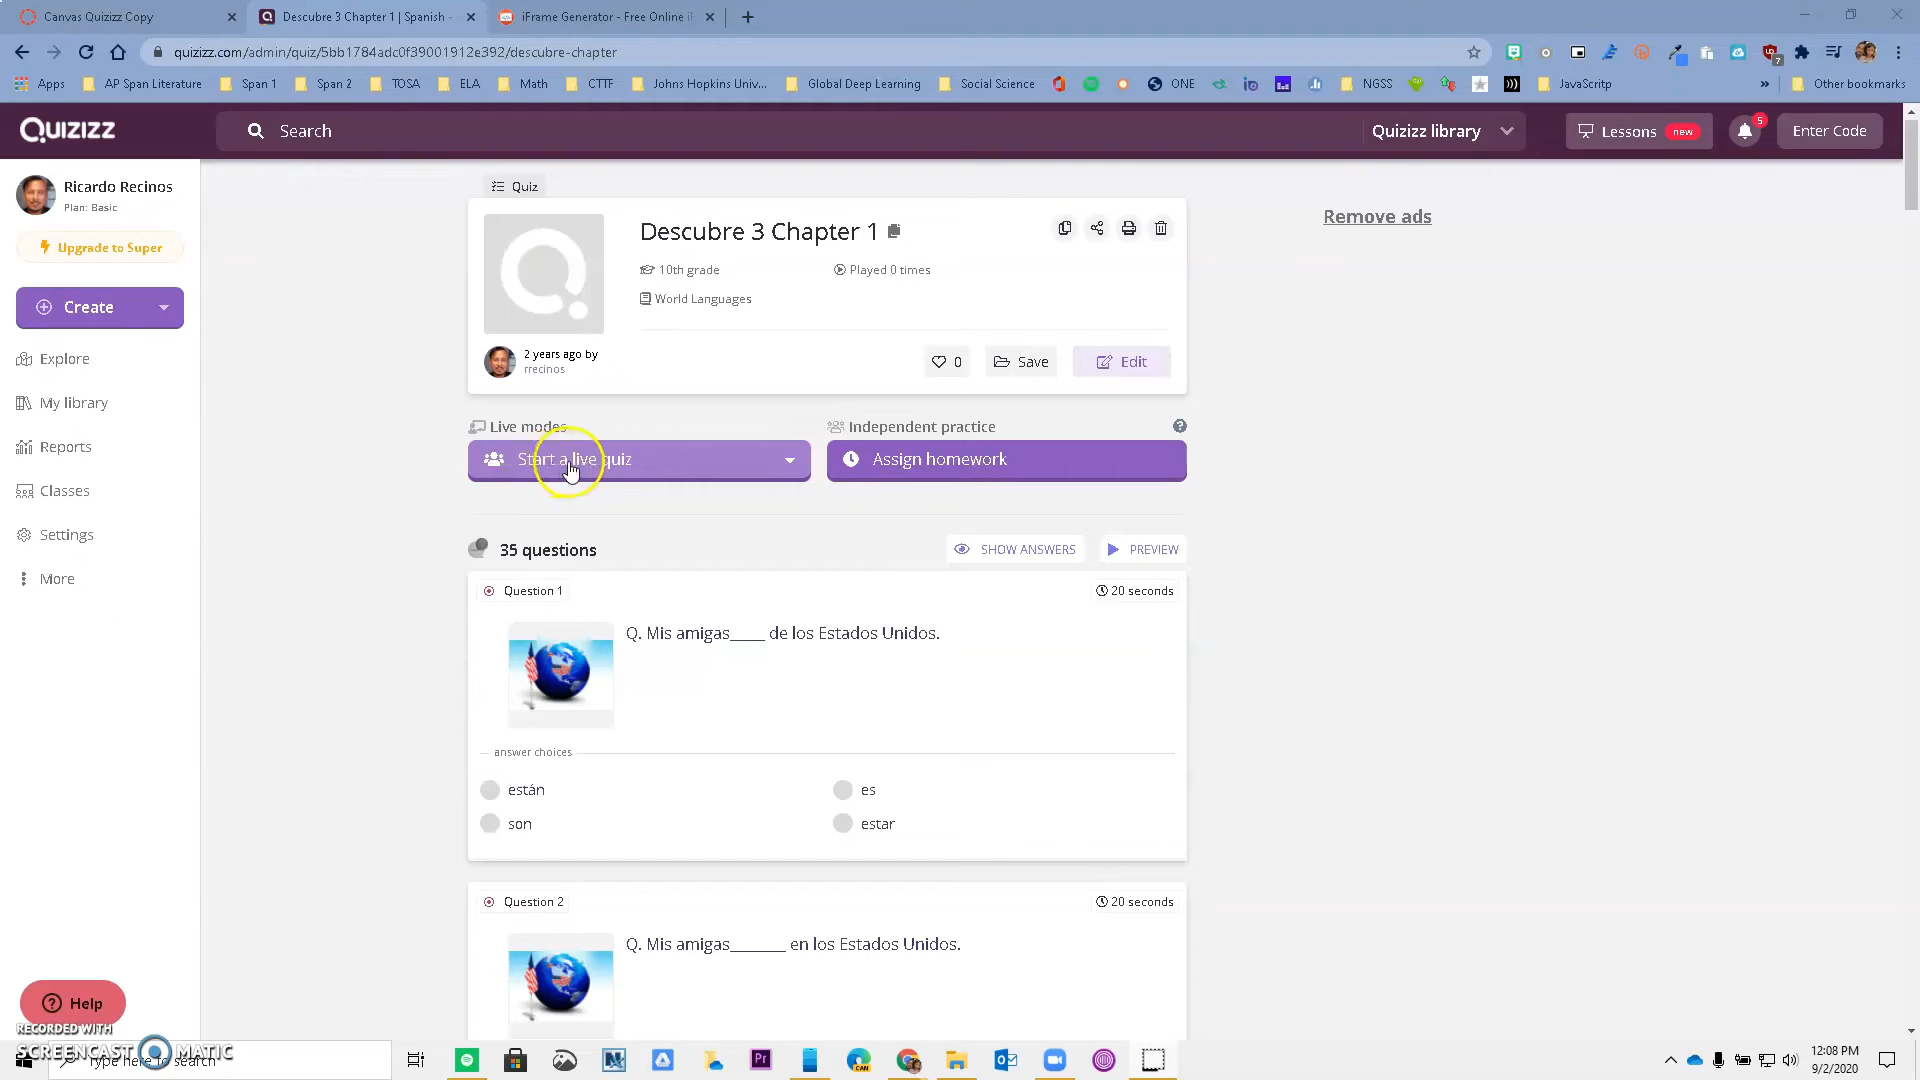 Canvas Quizizz Copy
Descubre 3 Chapter 1 | Spanish -
iFrame Generator - Free Online iF
quizizz.com/admin/quiz/5bb1784adc0f39001912e392/descubre-chapter
Apps
AP Span Literature
Span 1
Span 2
TOSA
ELA
Math
CTTF
Johns Hopkins Univ...
Global Deep Learning
Social Science
ONE
NGSS
JavaScritp
Other bookmarks
Quizizz
Search
Quizizz library
Lessons new
5
Enter Code
Ricardo Recinos
Plan: Basic
Upgrade to Super
Create
Explore
My library
Reports
Classes
Settings
More
Help
Quiz
Descubre 3 Chapter 1
10th grade
Played 0 times
World Languages
2 years ago by
rrecinos
0
Save
Edit
Remove ads
Live modes
Start a live quiz
Independent practice
Assign homework
35 questions
SHOW ANSWERS
PREVIEW
Question 1
20 seconds
Q. Mis amigas____ de los Estados Unidos.
answer choices
están
es
son
estar
Question 2
20 seconds
Q. Mis amigas______ en los Estados Unidos.
RECORDED WITH
SCREENCAST MATIC
Type here to search
12:08 PM
9/2/2020